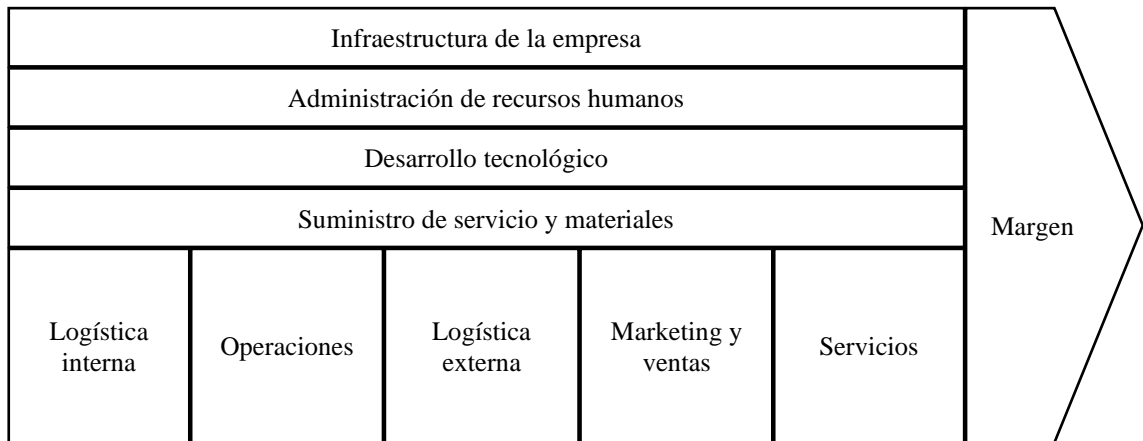 Infraestructura de la empresa
Administración de recursos humanos
Desarrollo tecnológico
Suministro de servicio y materiales
Margen
Logística
interna
Operaciones
Logística
externa
Marketing y
ventas
Servicios